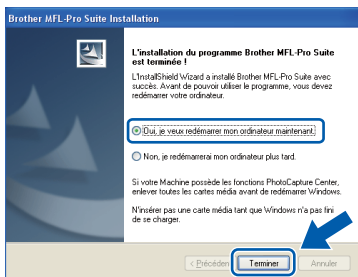 Brother MFL-Pro Suite Installation
L'installation du programme Brother MFL-Pro Suite
est terminée !
L'InstallShield Wizard a installé Brother MFL-Pro Suite avec
succès. Avant de pouvoir utiliser le programme, vous devez
redémarrer votre ordinateur.
Oui, je veux redémarrer mon ordinateur maintenant.
Non, je redémarrerai mon ordinateur plus tard.
Si votre Machine possède les fonctions PhotoCapture Center,
enlever toutes les cartes média avant de redémarrer Windows.
N'insérer pas une carte média tant que Windows n'a pas fini
de se charger.
< Précéden Terminer Annuler